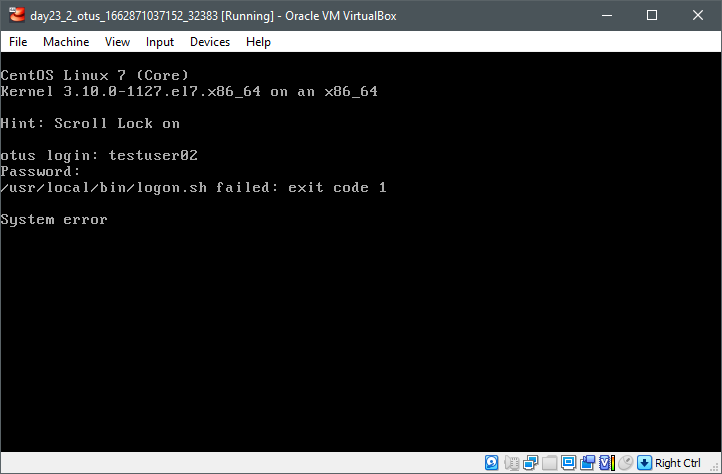 day23_2_otus_1662871037152_32383 [Running] - Oracle VM VirtualBox
File Machine View Input Devices Help
CentOS Linux 7 (Core)
Kernel 3.10.0-1127.el7.x86_64 on an x86_64
Hint: Scroll Lock on
otus login: testuser02
Password:
/usr/local/bin/logon.sh failed: exit code 1
System error
Right Ctrl